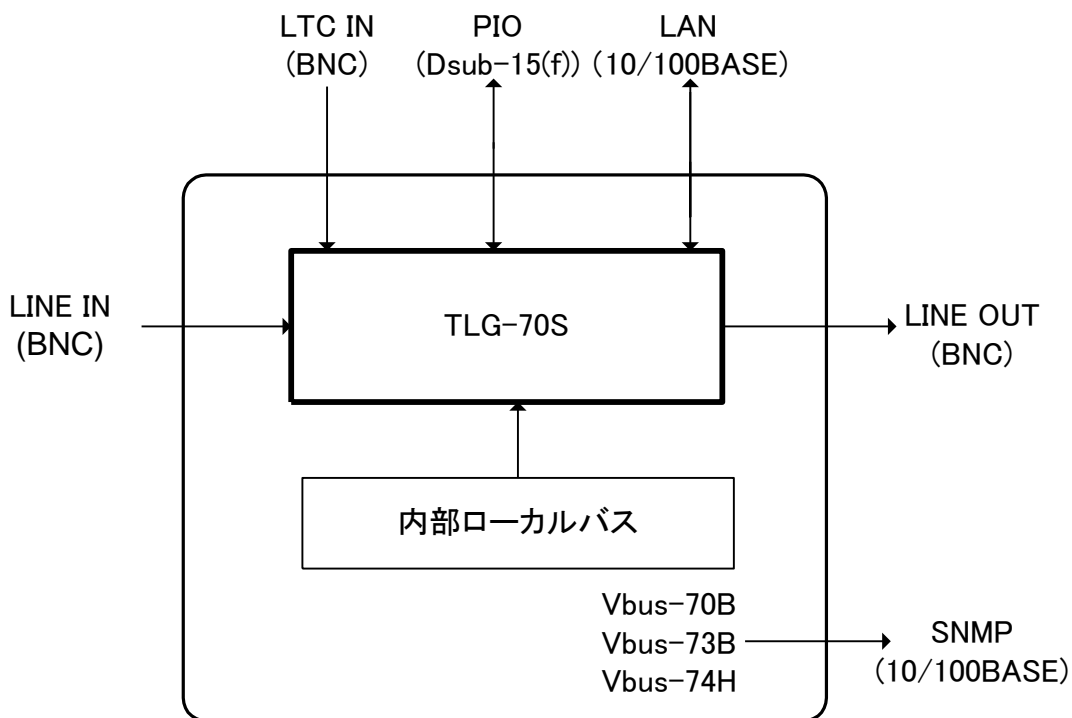 LTC IN
(BNC)
PIO
(Dsub-15(f))
LAN
(10/100BASE)
LINE IN
(BNC)
TLG-70S
LINE OUT
(BNC)
内部ローカルバス
Vbus-70B
Vbus-73B
Vbus-74H
SNMP
(10/100BASE)